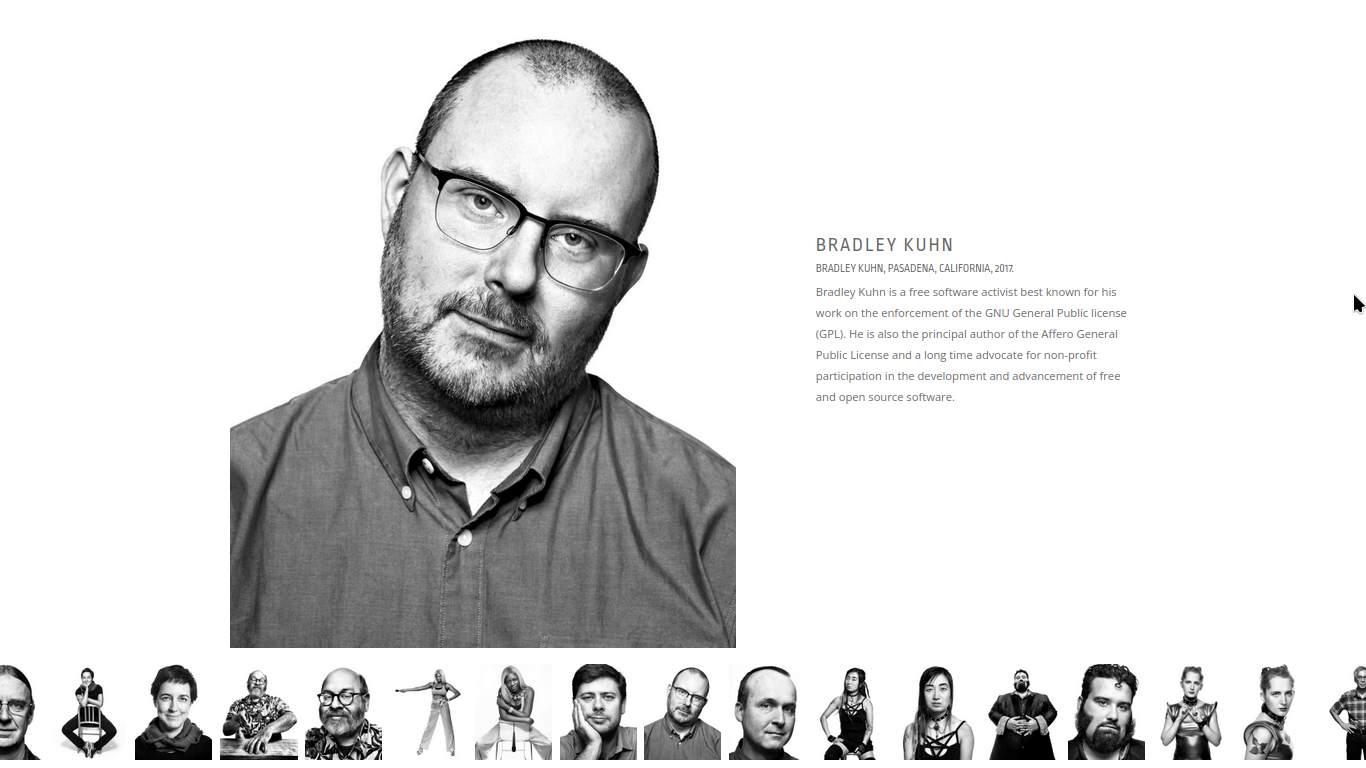 BRADLEY KUHN
BRADLEY KUHN, PASADENA, CALIFORNIA, 2017.
Bradley Kuhn is a free software activist best known for his
work on the enforcement of the GNU General Public license
(GPL). He is also the principal author of the Affero General
Public License and a long time advocate for non-profit
participation in the development and advancement of free
and open source software.